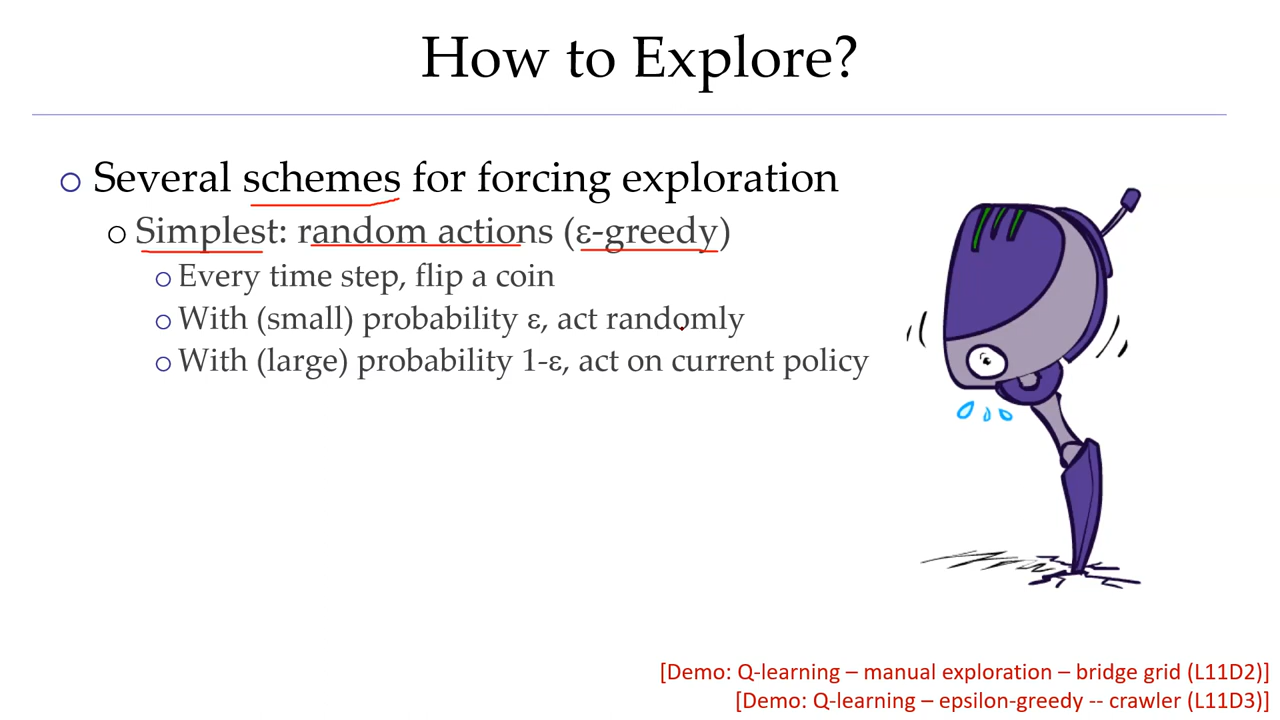 How to Explore?
Several schemes for forcing exploration
Simplest: random actions (ε-greedy)
Every time step, flip a coin
With (small) probability ε, act randomly
With (large) probability 1-ε, act on current policy
[Demo: Q-learning – manual exploration – bridge grid (L11D2)]
[Demo: Q-learning – epsilon-greedy -- crawler (L11D3)]